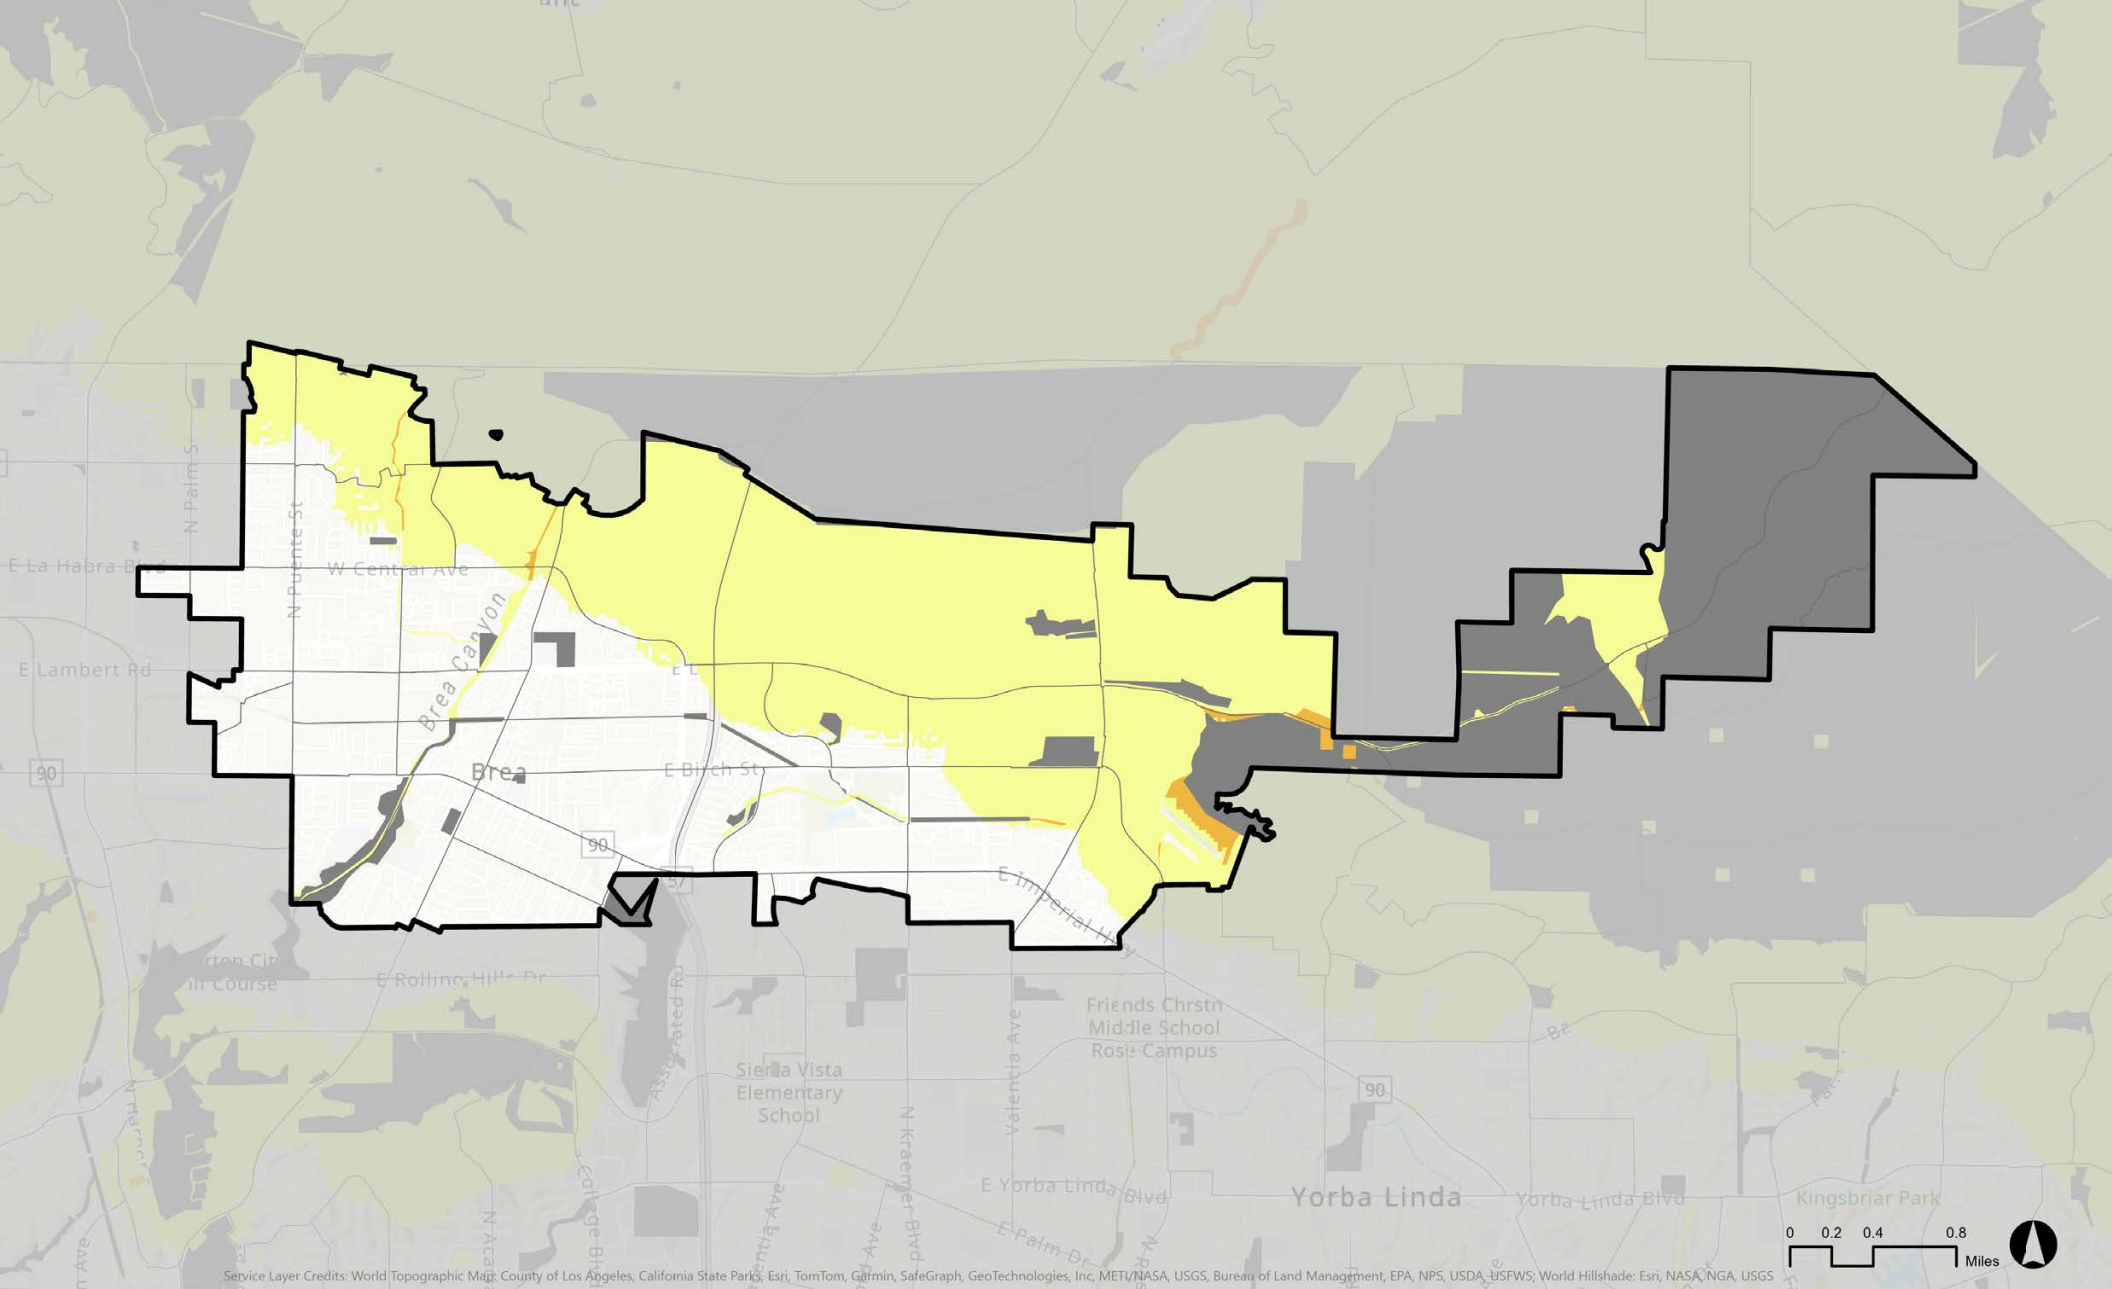 N Palm S
N Puente St
E La Habra Blvd
W Central Ave
Brea Canyon
E Lambert Rd
E L
90
Brea
E Birch St
90
57
E Imperial Hwy
rton City
on Course
E Rolling Hills Dr
Associated Rd
Friends Chrstn
Middle School
Rose Campus
Valencia Ave
Sierra Vista
Elementary
School
90
N Kraemer Blvd
E Yorba Linda Blvd
Yorba Linda
Yorba Linda Blvd
Kingsbriar Park
E Palm Dr
0 0.2 0.4 0.8
Miles
Service Layer Credits: World Topographic Map: County of Los Angeles, California State Parks, Esri, TomTom, Garmin, SafeGraph, GeoTechnologies, Inc, METI/NASA, USGS, Bureau of Land Management, EPA, NPS, USDA, USFWS; World Hillshade: Esri, NASA, NGA, USGS